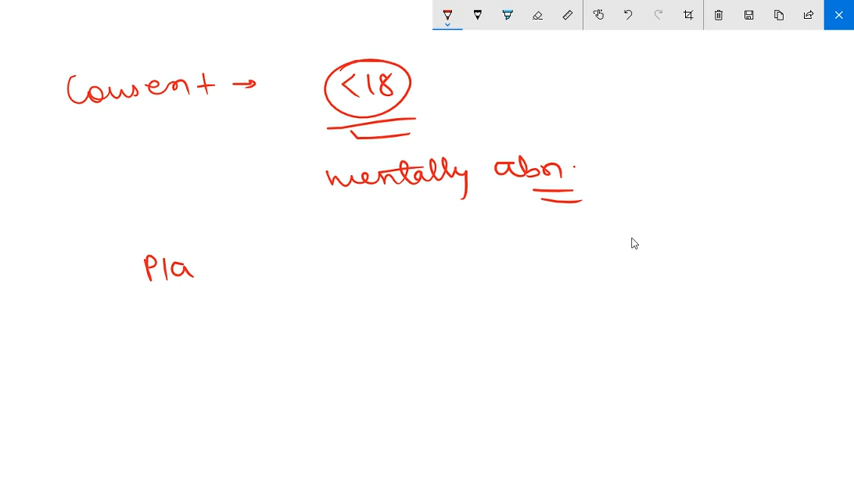 Consent → <18
mentally abn.
Pla